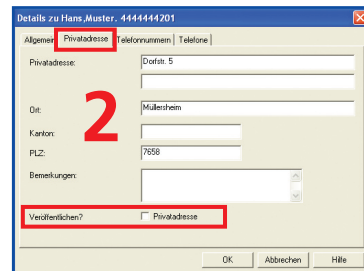 Details zu Hans,Muster. 4444444201
Allgemein Privatadresse Telefonnummern Telefone
Privatadresse: Dorfstr. 5
Ort: Müllersheim
2
Kanton:
PLZ: 7658
Bemerkungen:
Veröffentlichen? Privatadresse
OK Abbrechen Hilfe